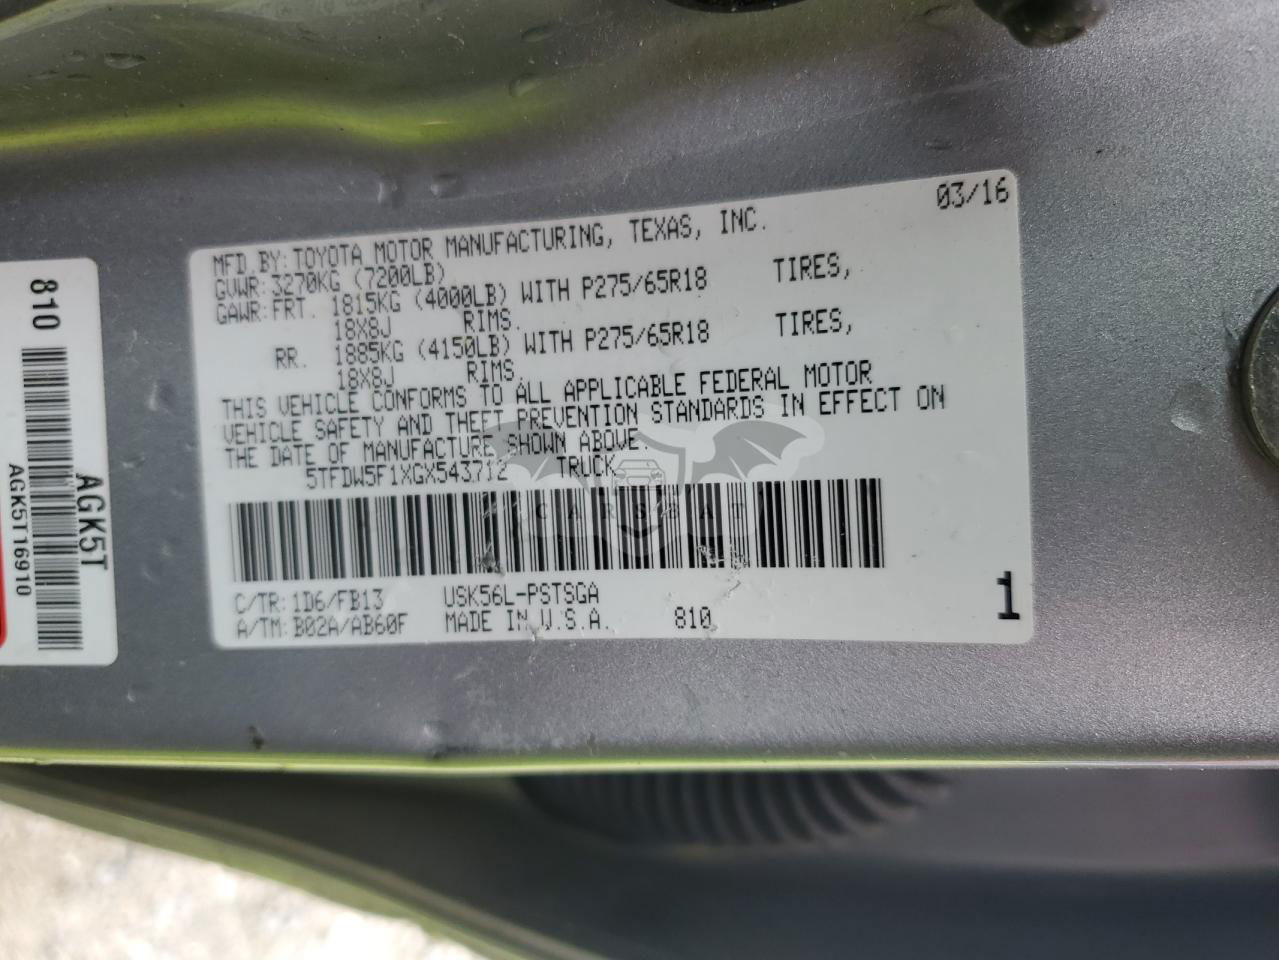 03/16
MFD.BY:TOYOTA MOTOR MANUFACTURING, TEXAS, INC.
GVWR:3270KG (7200LB)
GAWR:FRT. 1815KG (4000LB) WITH P275/65R18 TIRES,
18X8J RIMS.
RR. 1885KG (4150LB) WITH P275/65R18 TIRES,
18X8J RIMS.
THIS VEHICLE CONFORMS TO ALL APPLICABLE FEDERAL MOTOR
VEHICLE SAFETY AND THEFT PREVENTION STANDARDS IN EFFECT ON
THE DATE OF MANUFACTURE SHOWN ABOVE.
5TFDW5F1XGX543712 TRUCK
CARSBAT
C/TR:1D6/FB13 USK56L-PSTSGA
A/TM:B02A/AB60F MADE IN U.S.A. 810
1
810
AGK5T
AGK5T16910